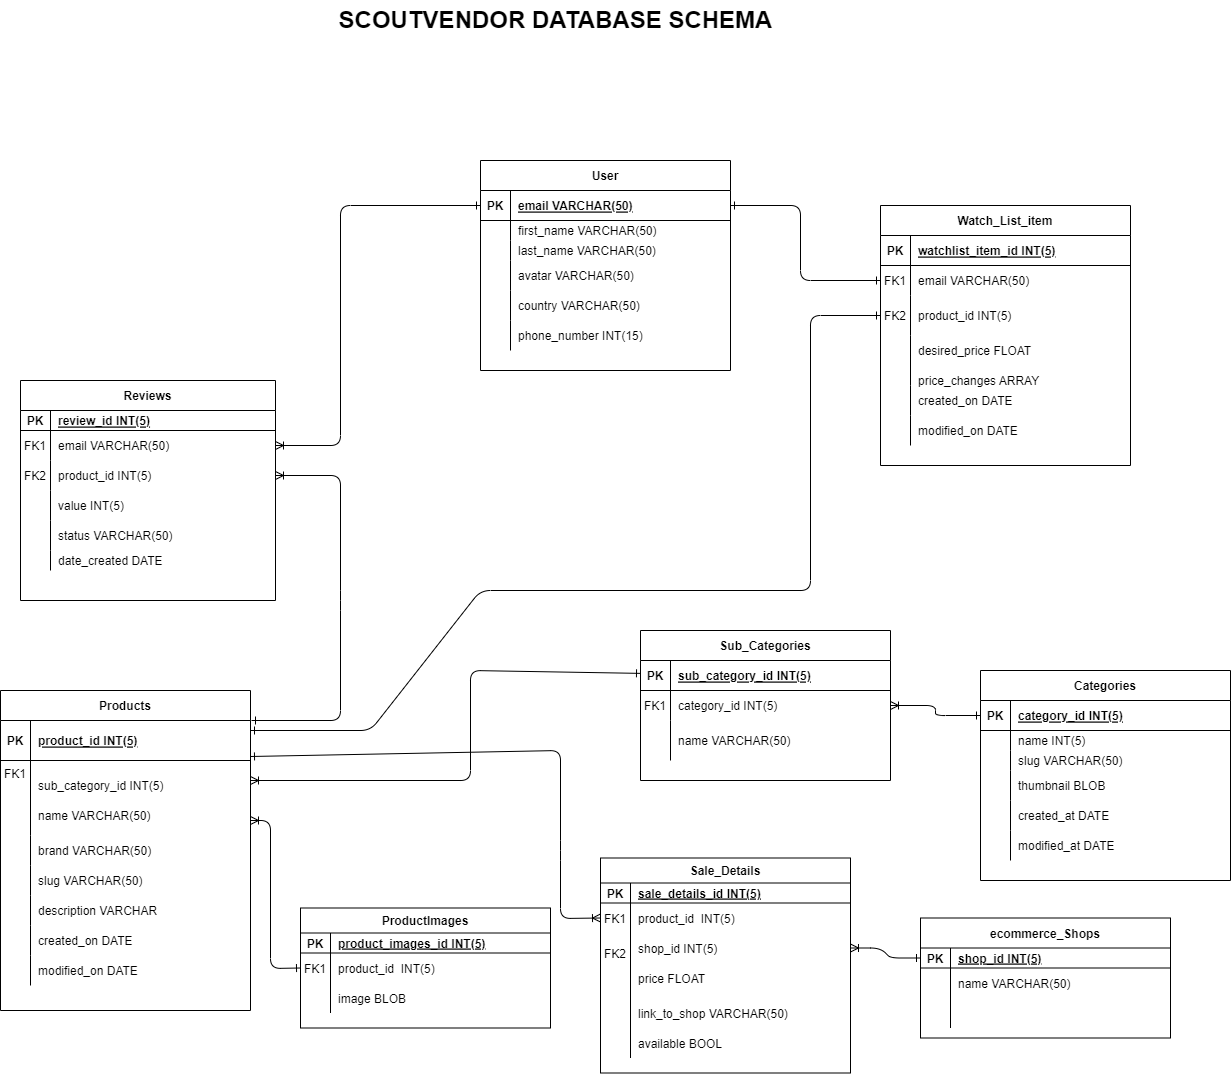 SCOUTVENDOR DATABASE SCHEMA
User
PK email VARCHAR(50)
first_name VARCHAR(50)
last_name VARCHAR(50)
avatar VARCHAR(50)
country VARCHAR(50)
phone_number INT(15)
Watch_List_item
PK watchlist_item_id INT(5)
FK1 email VARCHAR(50)
FK2 product_id INT(5)
desired_price FLOAT
price_changes ARRAY
created_on DATE
modified_on DATE
Reviews
PK review_id INT(5)
FK1 email VARCHAR(50)
FK2 product_id INT(5)
value INT(5)
status VARCHAR(50)
date_created DATE
Sub_Categories
PK sub_category_id INT(5)
FK1 category_id INT(5)
name VARCHAR(50)
Categories
PK category_id INT(5)
name INT(5)
slug VARCHAR(50)
thumbnail BLOB
created_at DATE
modified_at DATE
Products
PK product_id INT(5)
FK1
sub_category_id INT(5)
name VARCHAR(50)
brand VARCHAR(50)
slug VARCHAR(50)
description VARCHAR
created_on DATE
modified_on DATE
ProductImages
PK product_images_id INT(5)
FK1 product_id INT(5)
image BLOB
Sale_Details
PK sale_details_id INT(5)
FK1 product_id INT(5)
FK2 shop_id INT(5)
price FLOAT
link_to_shop VARCHAR(50)
available BOOL
ecommerce_Shops
PK shop_id INT(5)
name VARCHAR(50)